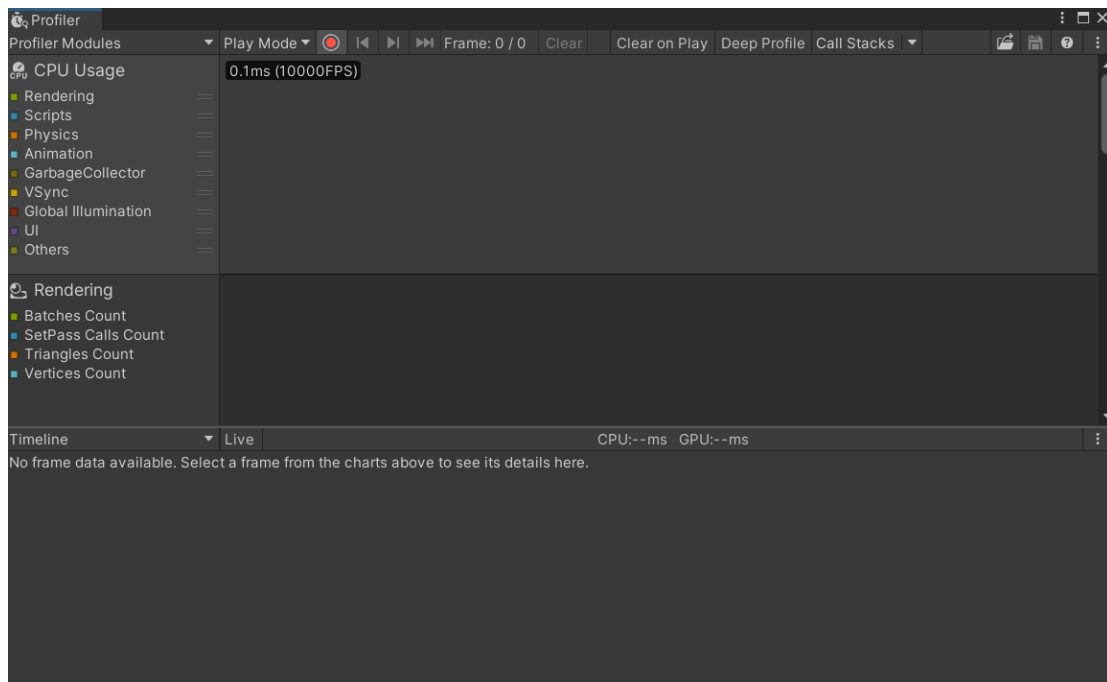 Profiler
Profiler Modules Play Mode Frame: 0 / 0 Clear Clear on Play Deep Profile Call Stacks
CPU CPU Usage 0.1ms (10000FPS)
Rendering
Scripts
Physics
Animation
GarbageCollector
VSync
Global Illumination
UI
Others
Rendering
Batches Count
SetPass Calls Count
Triangles Count
Vertices Count
Timeline Live CPU:--ms GPU:--ms
No frame data available. Select a frame from the charts above to see its details here.